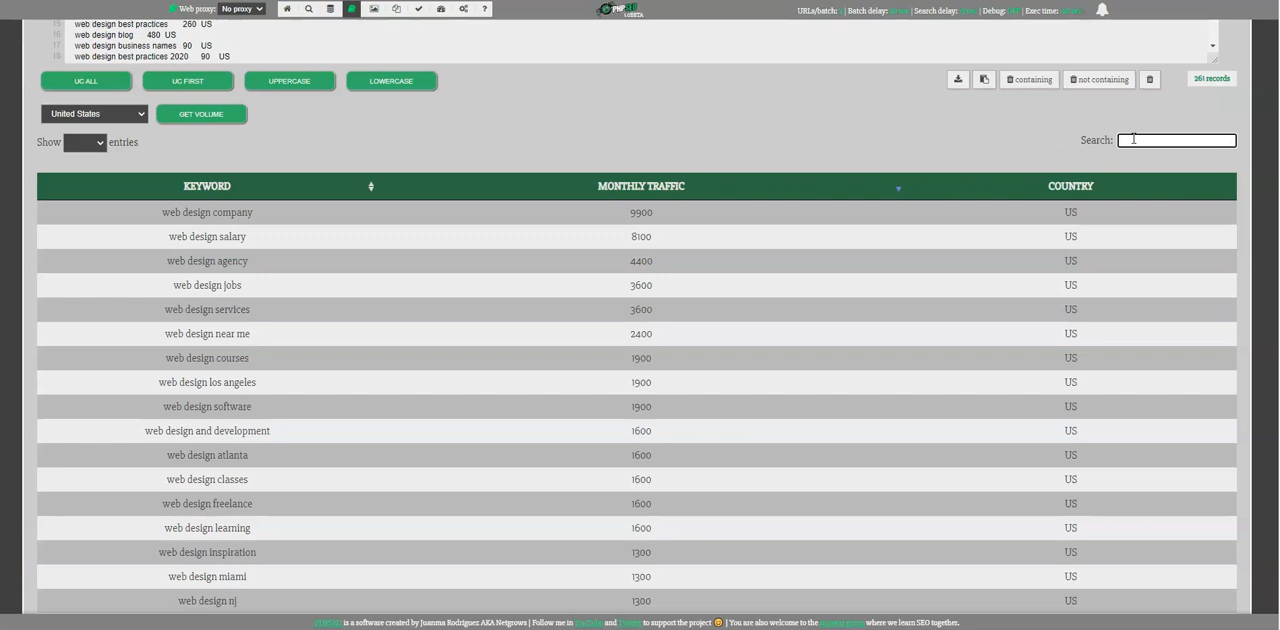 Web proxy: No proxy
URLs/batch: Batch delay: Search delay: Debug: Exec time:
web design best practices 260 US
16 web design blog 480 US
17 web design business names 90 US
18 web design best practices 2020 90 US
UC ALL UC FIRST UPPERCASE LOWERCASE containing not containing 261 records
United States GET VOLUME
Show entries Search:
KEYWORD MONTHLY TRAFFIC COUNTRY
web design company 9900 US
web design salary 8100 US
web design agency 4400 US
web design jobs 3600 US
web design services 3600 US
web design near me 2400 US
web design courses 1900 US
web design los angeles 1900 US
web design software 1900 US
web design and development 1600 US
web design atlanta 1600 US
web design classes 1600 US
web design freelance 1600 US
web design learning 1600 US
web design inspiration 1300 US
web design miami 1300 US
web design nj 1300 US
is a software created by Juanma Rodriguez AKA Netgrows | Follow me in and to support the project | You are also welcome to the where we learn SEO together.